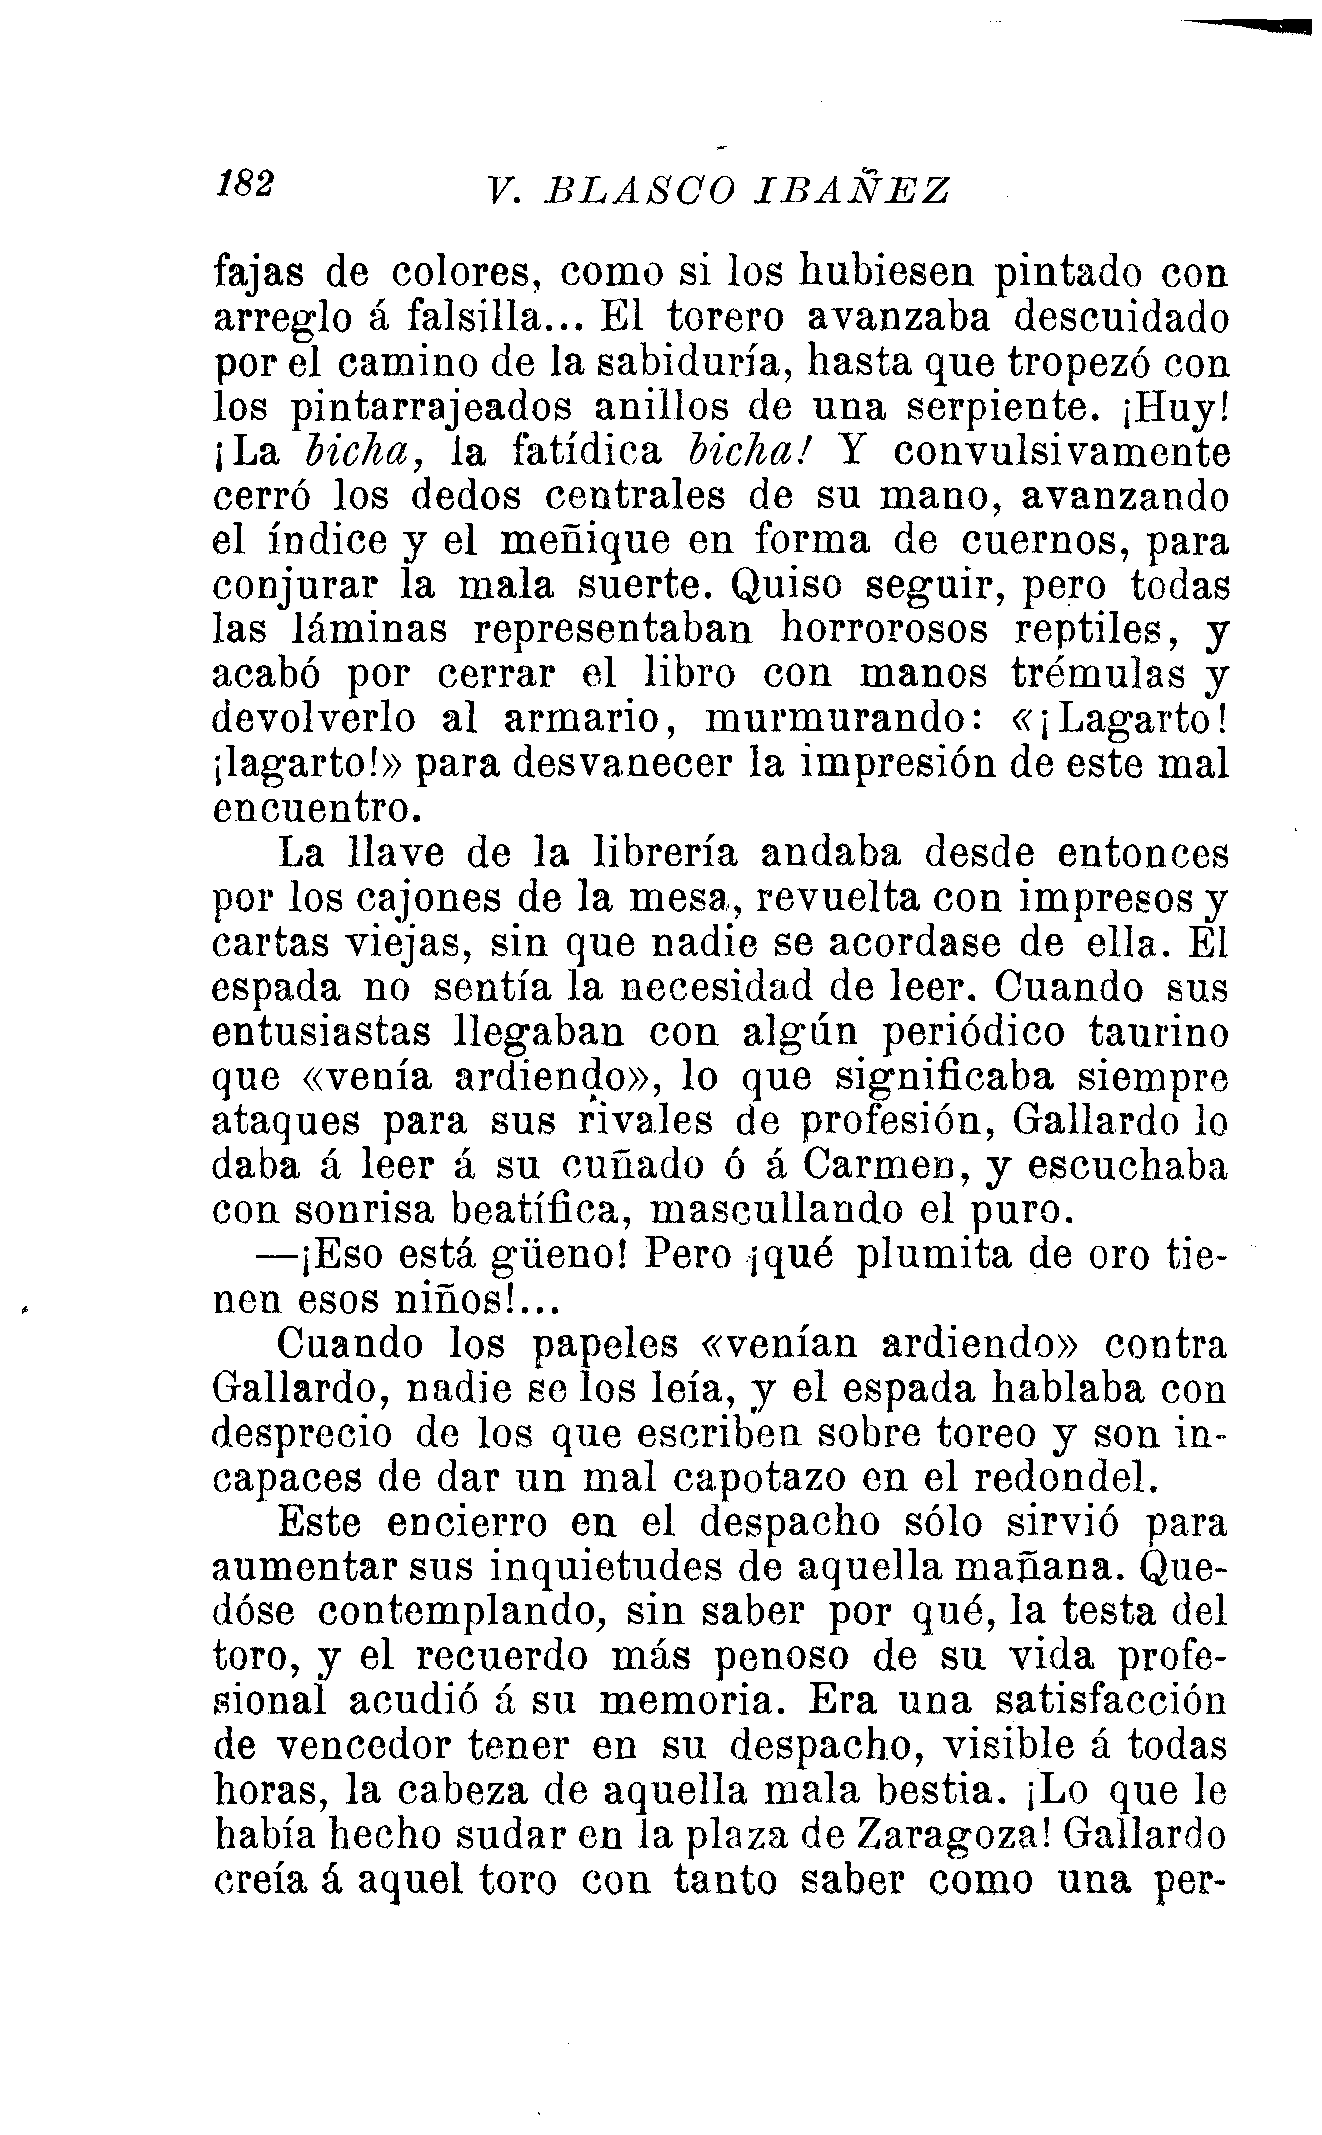 182 V. BLASCO IBAÑEZ
fajas de colores, como si los hubiesen pintado con
arreglo á falsilla... El torero avanzaba descuidado
por el camino de la sabiduría, hasta que tropezó con
los pintarrajeados anillos de una serpiente. ¡Huy!
¡La bicha, la fatídica bicha! Y convulsivamente
cerró los dedos centrales de su mano, avanzando
el índice y el meñique en forma de cuernos, para
conjurar la mala suerte. Quiso seguir, pero todas
las láminas representaban horrorosos reptiles, y
acabó por cerrar el libro con manos trémulas y
devolverlo al armario, murmurando: «¡Lagarto!
¡lagarto!» para desvanecer la impresión de este mal
encuentro.
La llave de la librería andaba desde entonces
por los cajones de la mesa, revuelta con impresos y
cartas viejas, sin que nadie se acordase de ella. El
espada no sentía la necesidad de leer. Cuando sus
entusiastas llegaban con algún periódico taurino
que «venía ardiendo», lo que significaba siempre
ataques para sus rivales de profesión, Gallardo lo
daba á leer á su cuñado ó á Carmen, y escuchaba
con sonrisa beatífica, mascullando el puro.
—¡Eso está güeno! Pero ¡qué plumita de oro tie-
nen esos niños!...
Cuando los papeles «venían ardiendo» contra
Gallardo, nadie se los leía, y el espada hablaba con
desprecio de los que escriben sobre toreo y son in-
capaces de dar un mal capotazo en el redondel.
Este encierro en el despacho sólo sirvió para
aumentar sus inquietudes de aquella mañana. Que-
dóse contemplando, sin saber por qué, la testa del
toro, y el recuerdo más penoso de su vida profe-
sional acudió á su memoria. Era una satisfacción
de vencedor tener en su despacho, visible á todas
horas, la cabeza de aquella mala bestia. ¡Lo que le
había hecho sudar en la plaza de Zaragoza! Gallardo
creía á aquel toro con tanto saber como una per-